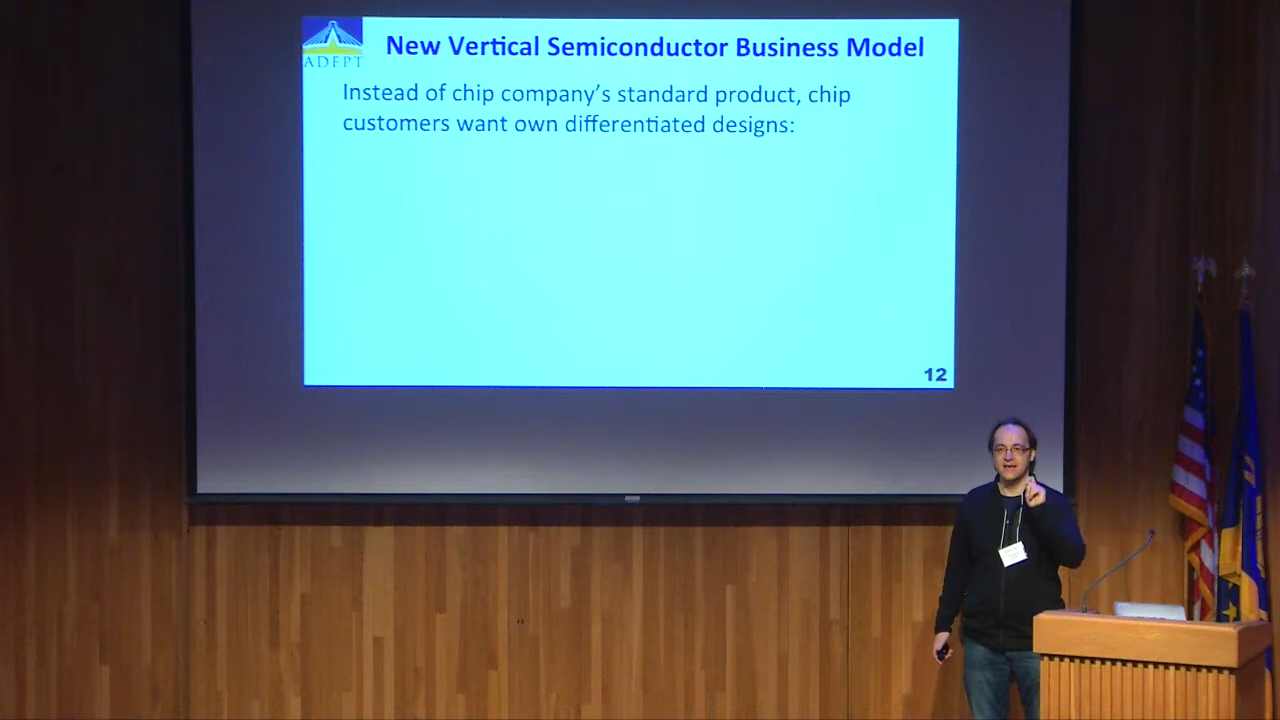 ADEPT
New Vertical Semiconductor Business Model
Instead of chip company’s standard product, chip
customers want own differentiated designs:
12